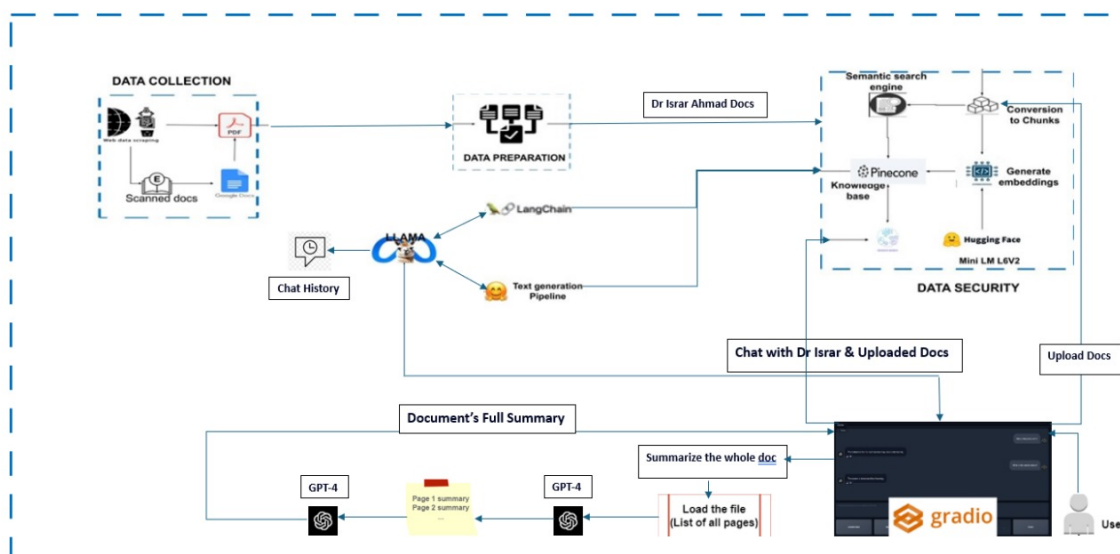 DATA COLLECTION
PDF
Web data scraping
Scanned docs
Google Docs
DATA PREPARATION
Dr Israr Ahmad Docs
Semantic search
engine
Conversion
to Chunks
Pinecone
Knowledge
base
Generate
embeddings
Hugging Face
Mini LM L6V2
DATA SECURITY
LangChain
LLAMA
Chat History
Text generation
Pipeline
Chat with Dr Israr & Uploaded Docs
Upload Docs
Document's Full Summary
Summarize the whole doc
GPT-4
Page 1 summary
Page 2 summary
...
GPT-4
Load the file
(List of all pages)
gradio
Use